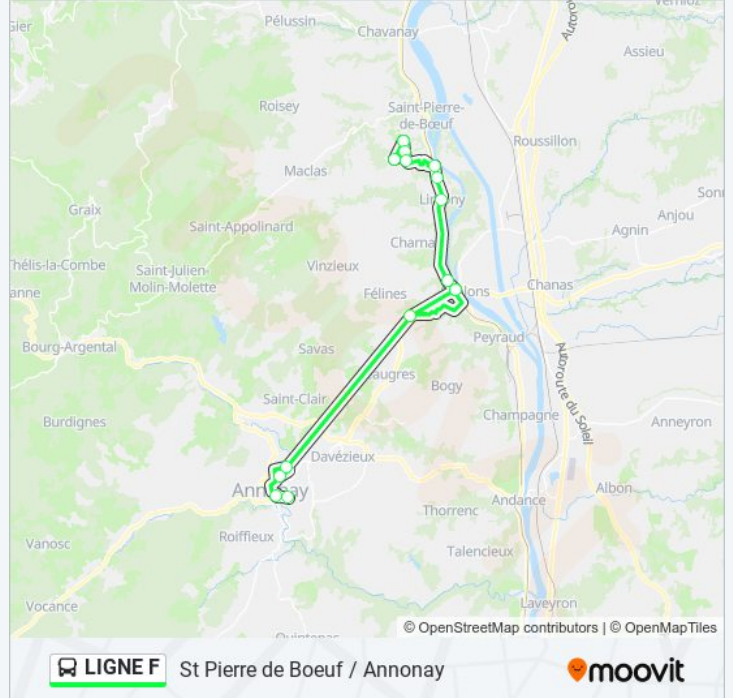 Pélussin
Chavanay
Autoro
Assieu
Roisey
Saint-Pierre-
de-Bœuf
Roussillon
Maclas
Graix
Saint-Appolinard
Agnin
Anjou
Vinzieux
Thélis-la-Combe
Saint-Julien-
Molin-Molette
Félines
Chanas
Peyraud
Savas
Bourg-Argental
Bogy
Autoroute du Soleil
Saint-Clair
Champagne
Burdignes
Anneyron
Davézieux
Albon
Andance
Thorrenc
Roiffieux
Vanosc
Talencieux
Vocance
Laveyron
© OpenStreetMap contributors | © OpenMapTiles
LIGNE F St Pierre de Boeuf / Annonay
moovit